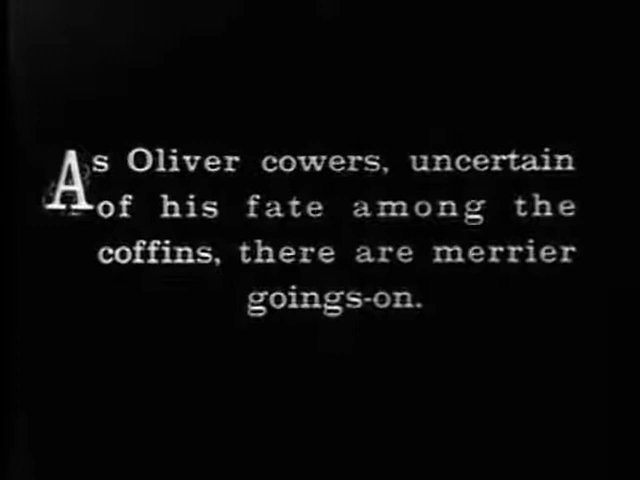 As Oliver cowers, uncertain
of his fate among the
coffins, there are merrier
goings-on.